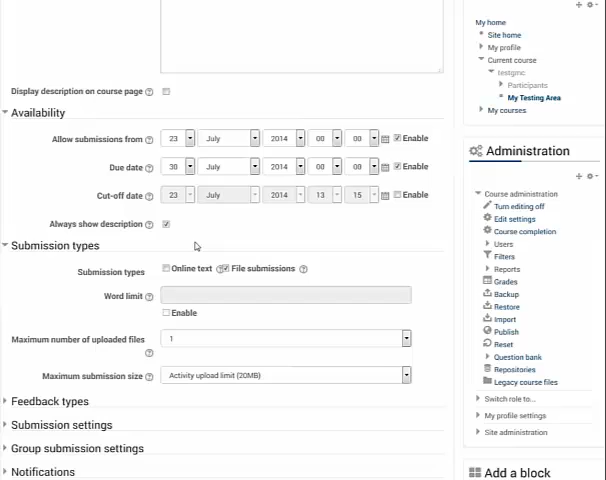 Display description on course page
Availability
Allow submissions from 23 July 2014 00 00 Enable
Due date 30 July 2014 00 00 Enable
Cut-off date 23 July 2014 13 15 Enable
Always show description
Submission types
Submission types Online text File submissions
Word limit
Enable
Maximum number of uploaded files 1
Maximum submission size Activity upload limit (20MB)
Feedback types
Submission settings
Group submission settings
Notifications
My home
Site home
My profile
Current course
testginc
Participants
My Testing Area
My courses
Administration
Course administration
Turn editing off
Edit settings
Course completion
Users
Filters
Reports
Grades
Backup
Restore
Import
Publish
Reset
Question bank
Repositories
Legacy course files
Switch role to...
My profile settings
Site administration
Add a block